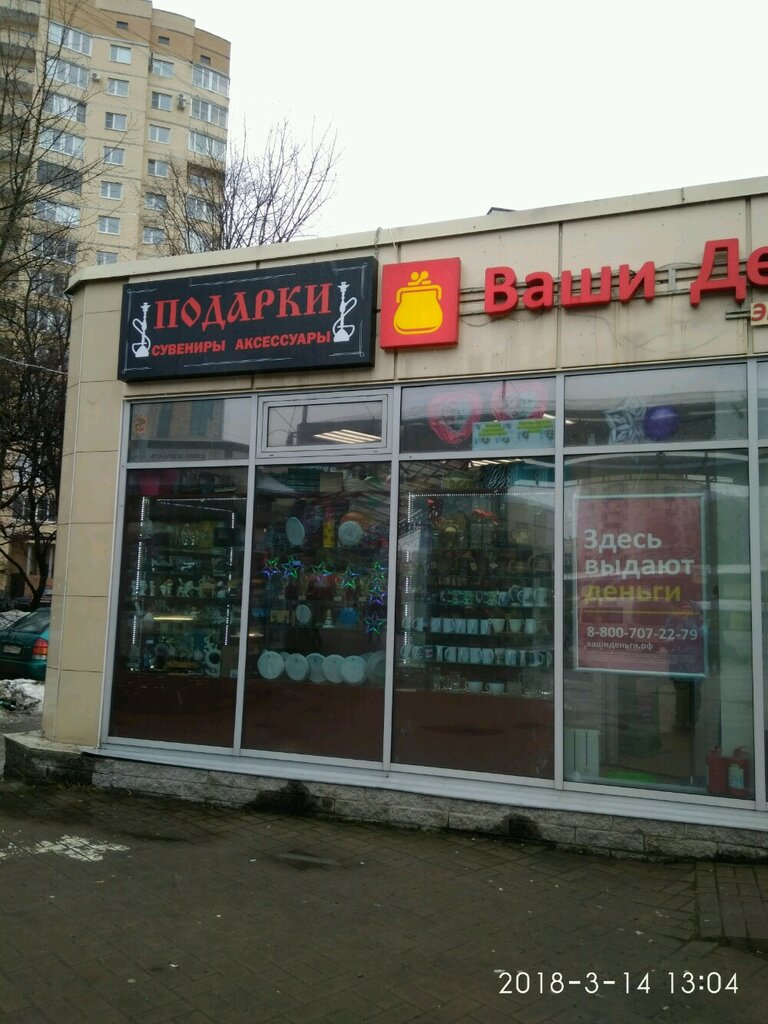 ПОДАРКИ
СУВЕНИРЫ АКСЕССУАРЫ
Ваши Де
Э
Здесь
выдают
деньги
8-800-707-22-79
вашиденьги.рф
2018-3-14 13:04